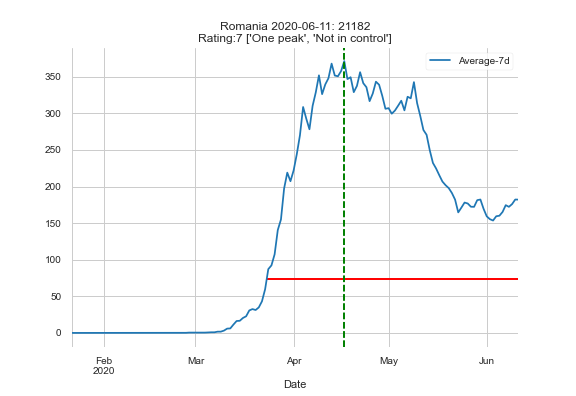 Romania 2020-06-11: 21182
Rating:7 ['One peak', 'Not in control']
Average-7d
350
300
250
200
150
100
50
0
Feb
2020
Mar
Apr
May
Jun
Date